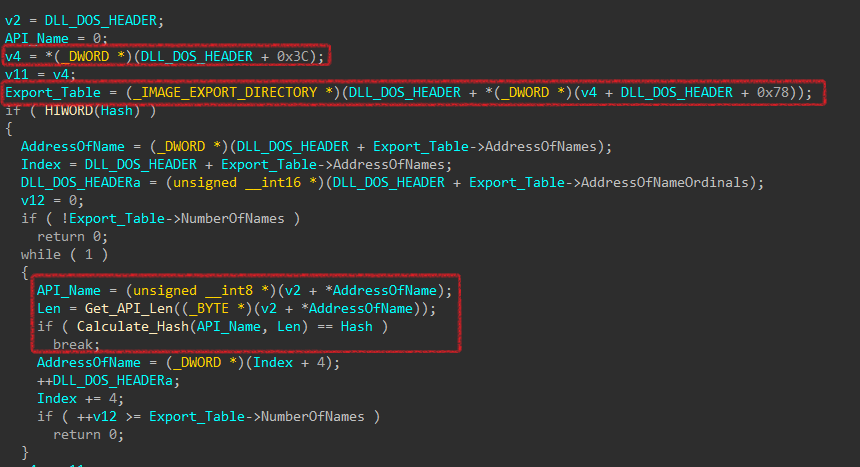 v2 = DLL_DOS_HEADER;
API_Name = 0;
v4 = *(_DWORD *)(DLL_DOS_HEADER + 0x3C);
v11 = v4;
Export_Table = (_IMAGE_EXPORT_DIRECTORY *)(DLL_DOS_HEADER + *(_DWORD *)(v4 + DLL_DOS_HEADER + 0x78));
if ( HIWORD(Hash) )
{
  AddressOfName = (_DWORD *)(DLL_DOS_HEADER + Export_Table->AddressOfNames);
  Index = DLL_DOS_HEADER + Export_Table->AddressOfNames;
  DLL_DOS_HEADERa = (unsigned __int16 *)(DLL_DOS_HEADER + Export_Table->AddressOfNameOrdinals);
  v12 = 0;
  if ( !Export_Table->NumberOfNames )
    return 0;
  while ( 1 )
  {
    API_Name = (unsigned __int8 *)(v2 + *AddressOfName);
    Len = Get_API_Len((_BYTE *)(v2 + *AddressOfName));
    if ( Calculate_Hash(API_Name, Len) == Hash )
      break;
    AddressOfName = (_DWORD *)(Index + 4);
    ++DLL_DOS_HEADERa;
    Index += 4;
    if ( ++v12 >= Export_Table->NumberOfNames )
      return 0;
  }